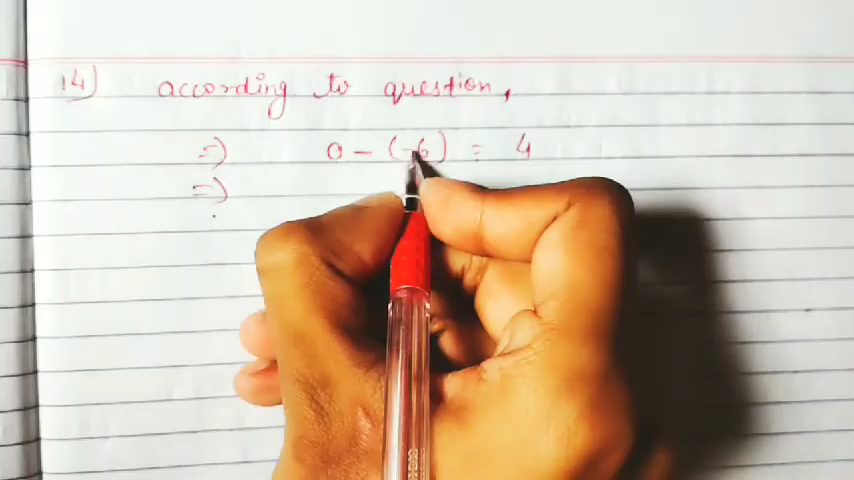 14) according to question,
=) a - (-6) = 4
=)